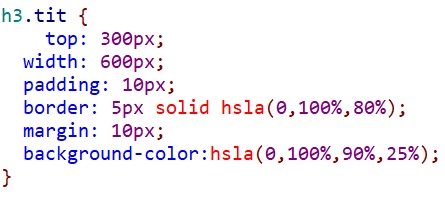 h3.tit {
    top: 300px;
  width: 600px;
  padding: 10px;
  border: 5px solid hsla(0,100%,80%);
  margin: 10px;
  background-color:hsla(0,100%,90%,25%);
}